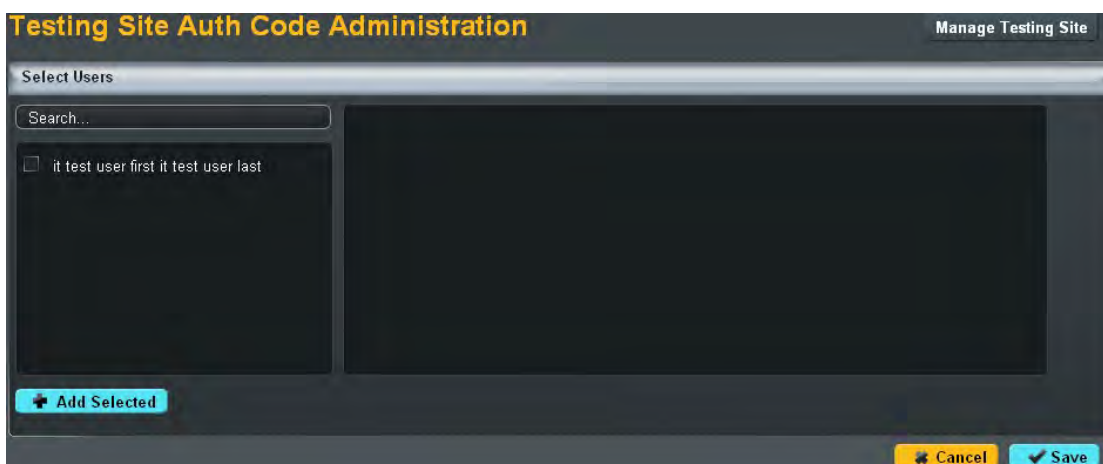 Testing Site Auth Code Administration
Manage Testing Site
Select Users
Search...
it test user first it test user last
Add Selected
Cancel
Save